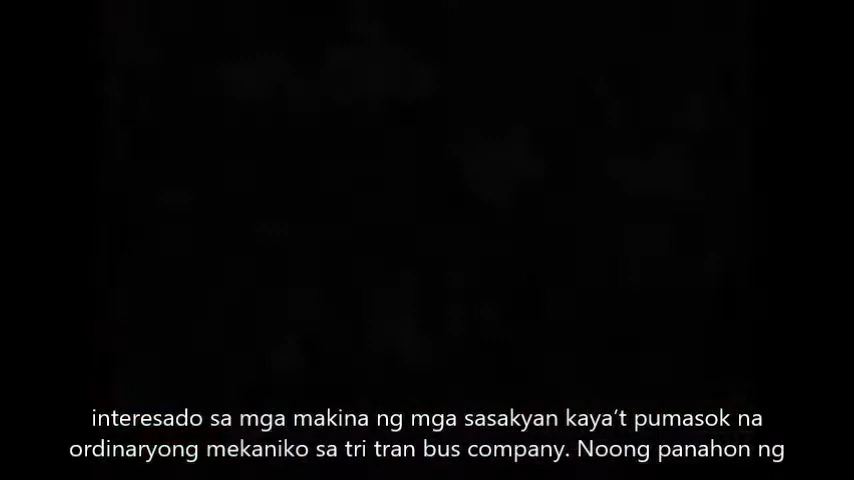 interesado sa mga makina ng mga sasakyan kaya't pumasok na
ordinaryong mekaniko sa tri tran bus company. Noong panahon ng